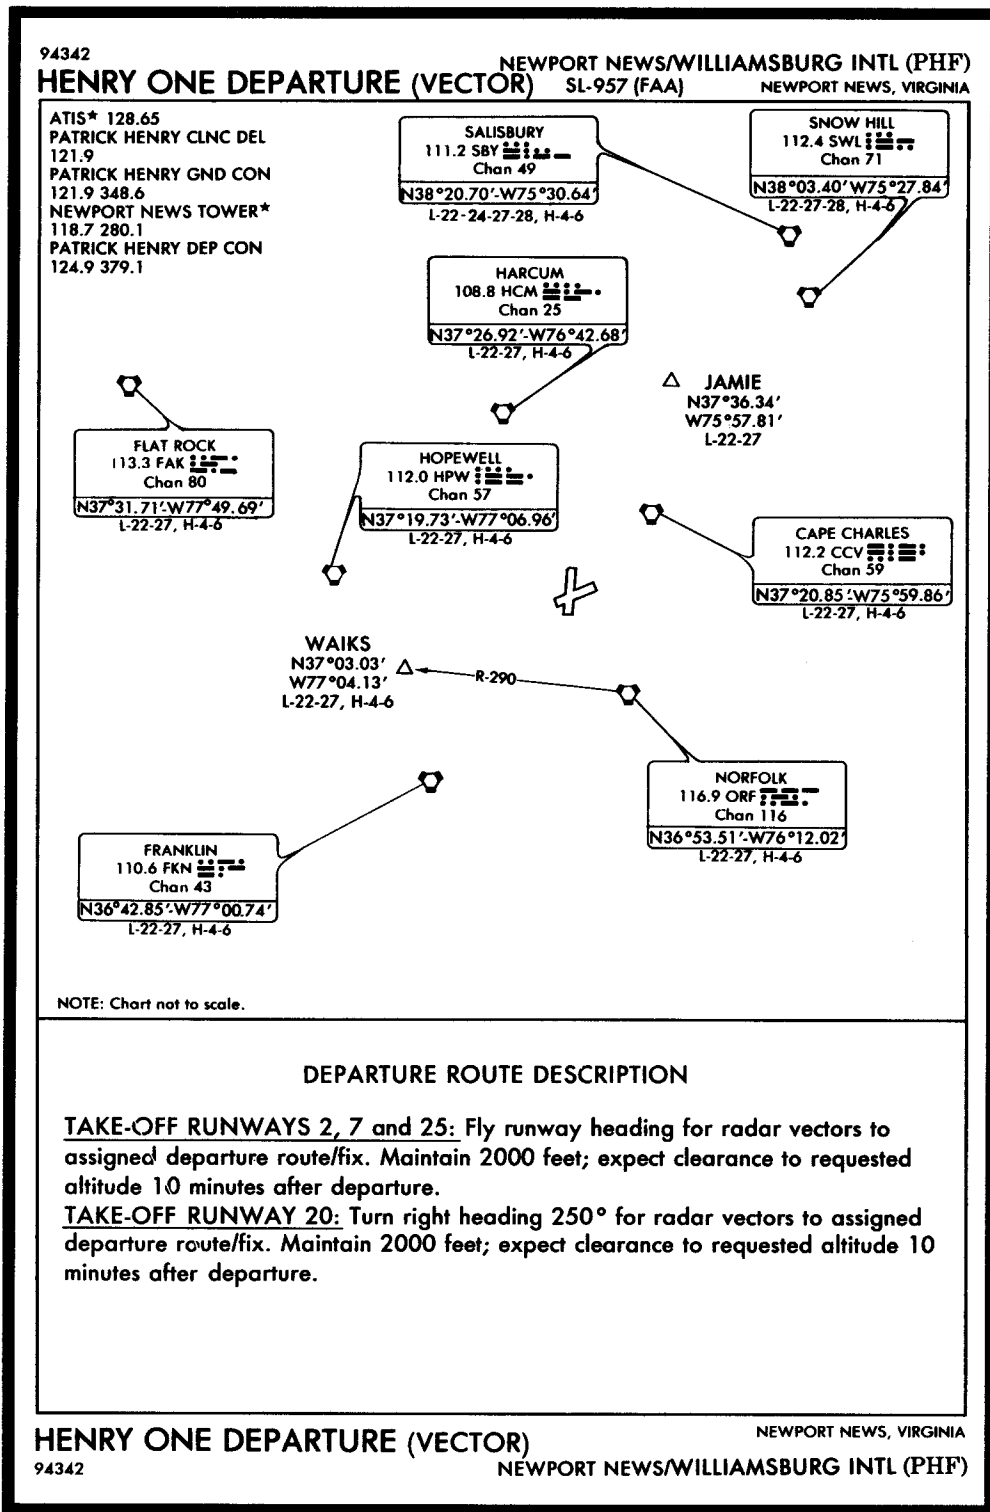 94342
HENRY ONE DEPARTURE (VECTOR)
SL-957 (FAA)
NEWPORT NEWS/WILLIAMSBURG INTL (PHF)
NEWPORT NEWS, VIRGINIA
ATIS★ 128.65
PATRICK HENRY CLNC DEL
121.9
PATRICK HENRY GND CON
121.9 348.6
NEWPORT NEWS TOWER★
118.7 280.1
PATRICK HENRY DEP CON
124.9 379.1
SALISBURY
111.2 SBY
Chan 49
N38°20.70'-W75°30.64'
L-22-24-27-28, H-4-6
SNOW HILL
112.4 SWL
Chan 71
N38°03.40' W75°27.84'
L-22-27-28, H-4-6
HARCUM
108.8 HCM
Chan 25
N37°26.92'-W76°42.68'
L-22-27, H-4-6
JAMIE
N37°36.34'
W75°57.81'
L-22-27
FLAT ROCK
113.3 FAK
Chan 80
N37°31.71'-W77°49.69'
L-22-27, H-4-6
HOPEWELL
112.0 HPW
Chan 57
N37°19.73'-W77°06.96'
L-22-27, H-4-6
CAPE CHARLES
112.2 CCV
Chan 59
N37°20.85'-W75°59.86'
L-22-27, H-4-6
WAIKS
N37°03.03'
W77°04.13'
L-22-27, H-4-6
R-290
NORFOLK
116.9 ORF
Chan 116
N36°53.51'-W76°12.02'
L-22-27, H-4-6
FRANKLIN
110.6 FKN
Chan 43
N36°42.85'-W77°00.74'
L-22-27, H-4-6
NOTE: Chart not to scale.
DEPARTURE ROUTE DESCRIPTION
TAKE-OFF RUNWAYS 2, 7 and 25: Fly runway heading for radar vectors to
assigned departure route/fix. Maintain 2000 feet; expect clearance to requested
altitude 10 minutes after departure.
TAKE-OFF RUNWAY 20: Turn right heading 250° for radar vectors to assigned
departure route/fix. Maintain 2000 feet; expect clearance to requested altitude 10
minutes after departure.
HENRY ONE DEPARTURE (VECTOR)
94342
NEWPORT NEWS, VIRGINIA
NEWPORT NEWS/WILLIAMSBURG INTL (PHF)